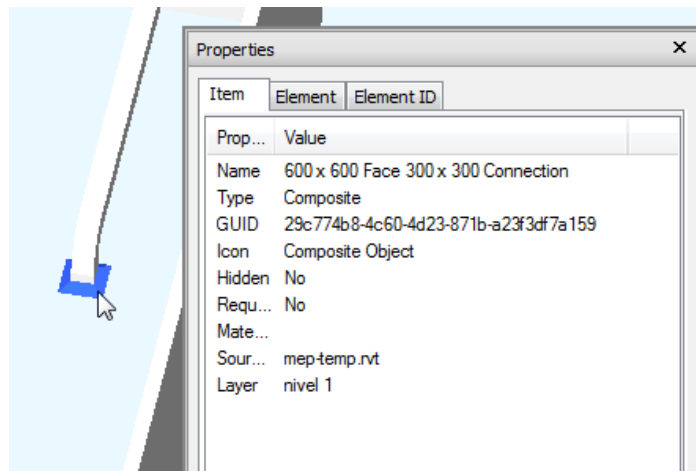 Properties
Item Element Element ID
Prop... Value
Name 600 x 600 Face 300 x 300 Connection
Type Composite
GUID 29c774b8-4c60-4d23-871b-a23f3df7a159
Icon Composite Object
Hidden No
Requ... No
Mate...
Sour... mep-temp.rvt
Layer nivel 1